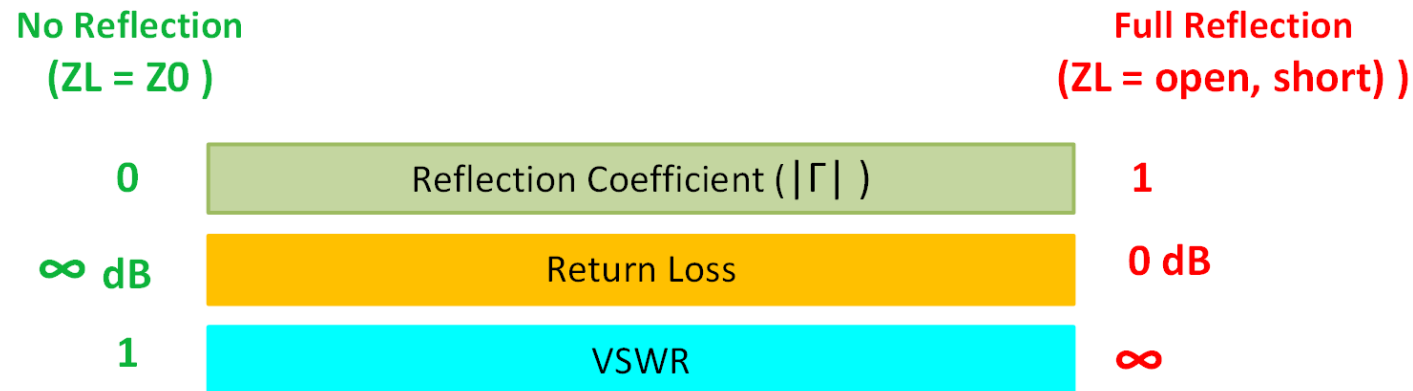 No Reflection
(ZL = Z0 )
Full Reflection
(ZL = open, short) )
0 Reflection Coefficient (|Γ| ) 1
∞ dB Return Loss 0 dB
1 VSWR ∞